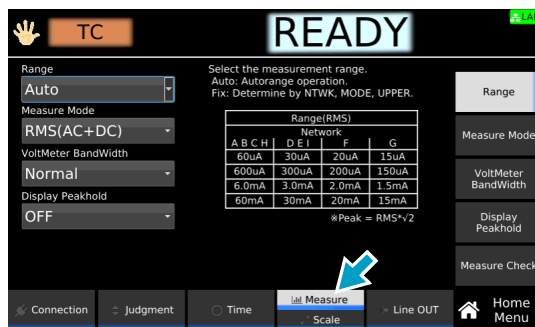 TC
READY
LAN
Range
Auto
Measure Mode
RMS(AC+DC)
VoltMeter BandWidth
Normal
Display Peakhold
OFF
Select the measurement range.
Auto: Autorange operation.
Fix: Determine by NTWK, MODE, UPPER.
Range(RMS)
Network
A B C H D E I F G
60uA 30uA 20uA 15uA
600uA 300uA 200uA 150uA
6.0mA 3.0mA 2.0mA 1.5mA
60mA 30mA 20mA 15mA
※Peak = RMS*√2
Range
Measure Mode
VoltMeter
BandWidth
Display
Peakhold
Measure Check
Connection
Judgment
Time
Measure
Scale
Line OUT
Home
Menu